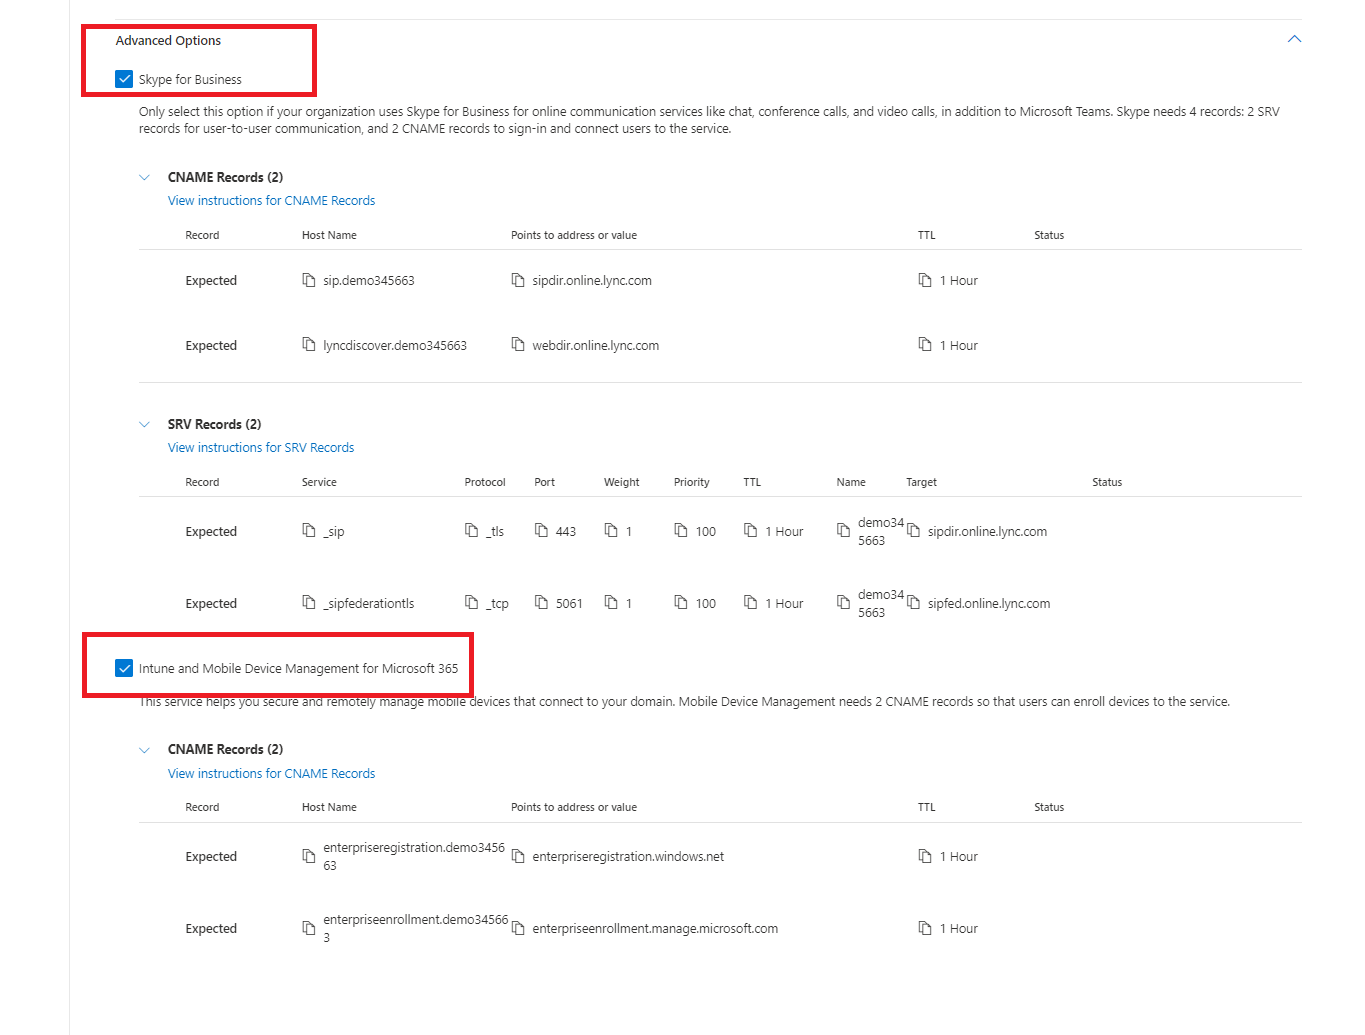 Advanced Options
Skype for Business
Only select this option if your organization uses Skype for Business for online communication services like chat, conference calls, and video calls, in addition to Microsoft Teams. Skype needs 4 records: 2 SRV
records for user-to-user communication, and 2 CNAME records to sign-in and connect users to the service.
CNAME Records (2)
View instructions for CNAME Records
Record Host Name Points to address or value TTL Status
Expected sip.demo345663 sipdir.online.lync.com 1 Hour
Expected lyncdiscover.demo345663 webdir.online.lync.com 1 Hour
SRV Records (2)
View instructions for SRV Records
Record Service Protocol Port Weight Priority TTL Name Target Status
Expected _sip _tls 443 1 100 1 Hour demo34 sipdir.online.lync.com
5663
Expected _sipfederationtls _tcp 5061 1 100 1 Hour demo34 sipfed.online.lync.com
5663
Intune and Mobile Device Management for Microsoft 365
This service helps you secure and remotely manage mobile devices that connect to your domain. Mobile Device Management needs 2 CNAME records so that users can enroll devices to the service.
CNAME Records (2)
View instructions for CNAME Records
Record Host Name Points to address or value TTL Status
Expected enterpriseregistration.demo3456 enterpriseregistration.windows.net 1 Hour
63
Expected enterpriseenrollment.demo34566 enterpriseenrollment.manage.microsoft.com 1 Hour
3